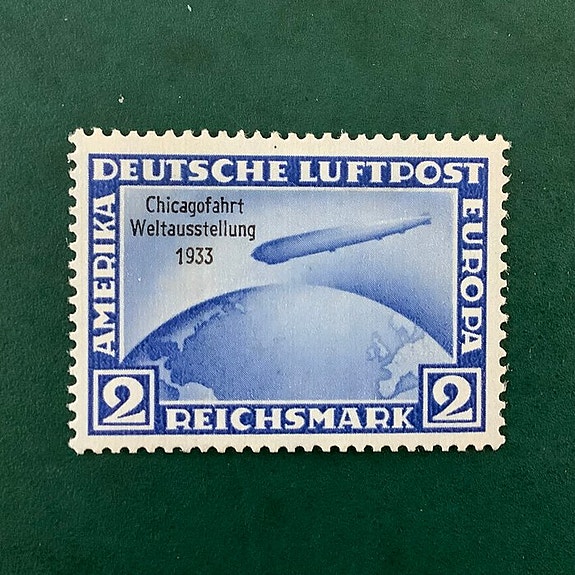 DEUTSCHE LUFTPOST
Chicagofahrt
Weltausstellung
1933
AMERIKA
EUROPA
2
REICHSMARK
2